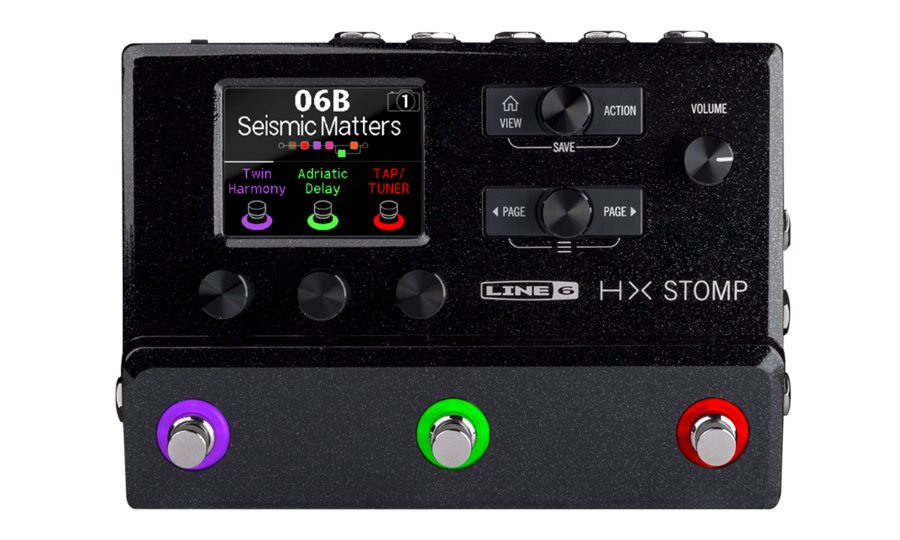 06B
1
Seismic Matters
Twin Adriatic TAP/
Harmony Delay TUNER
VIEW
ACTION
SAVE
VOLUME
PAGE
PAGE
LINE 6 HX STOMP